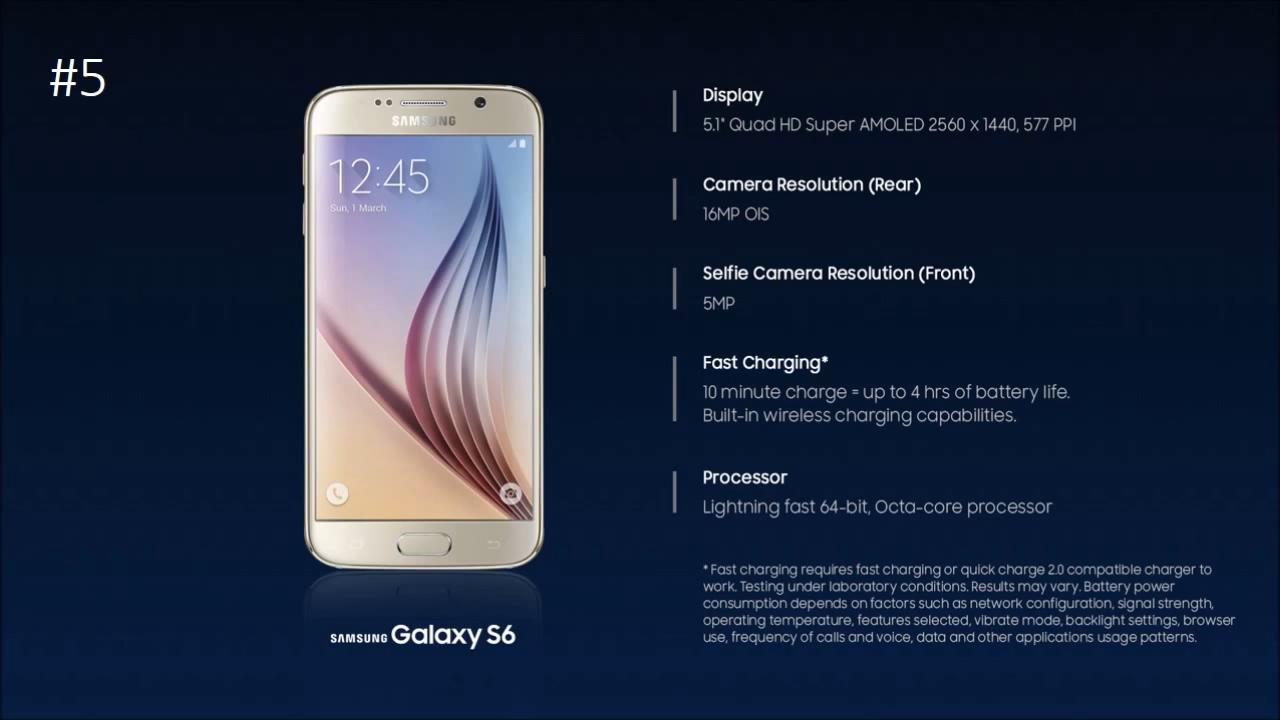 #5
SAMSUNG
12:45
Sun, 1 March
SAMSUNG Galaxy S6
Display
5.1" Quad HD Super AMOLED 2560 x 1440, 577 PPI
Camera Resolution (Rear)
16MP OIS
Selfie Camera Resolution (Front)
5MP
Fast Charging*
10 minute charge = up to 4 hrs of battery life.
Built-in wireless charging capabilities.
Processor
Lightning fast 64-bit, Octa-core processor
* Fast charging requires fast charging or quick charge 2.0 compatible charger to
work. Testing under laboratory conditions. Results may vary. Battery power
consumption depends on factors such as network configuration, signal strength,
operating temperature, features selected, vibrate mode, backlight settings, browser
use, frequency of calls and voice, data and other applications usage patterns.